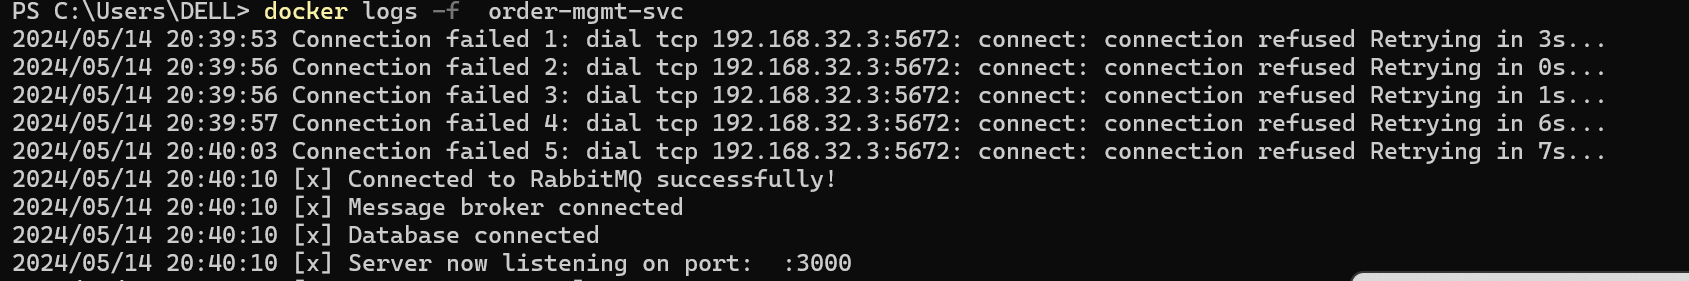 PS C:\Users\DELL> docker logs -f  order-mgmt-svc
2024/05/14 20:39:53 Connection failed 1: dial tcp 192.168.32.3:5672: connect: connection refused Retrying in 3s...
2024/05/14 20:39:56 Connection failed 2: dial tcp 192.168.32.3:5672: connect: connection refused Retrying in 0s...
2024/05/14 20:39:56 Connection failed 3: dial tcp 192.168.32.3:5672: connect: connection refused Retrying in 1s...
2024/05/14 20:39:57 Connection failed 4: dial tcp 192.168.32.3:5672: connect: connection refused Retrying in 6s...
2024/05/14 20:40:03 Connection failed 5: dial tcp 192.168.32.3:5672: connect: connection refused Retrying in 7s...
2024/05/14 20:40:10 [x] Connected to RabbitMQ successfully!
2024/05/14 20:40:10 [x] Message broker connected
2024/05/14 20:40:10 [x] Database connected
2024/05/14 20:40:10 [x] Server now listening on port:  :3000